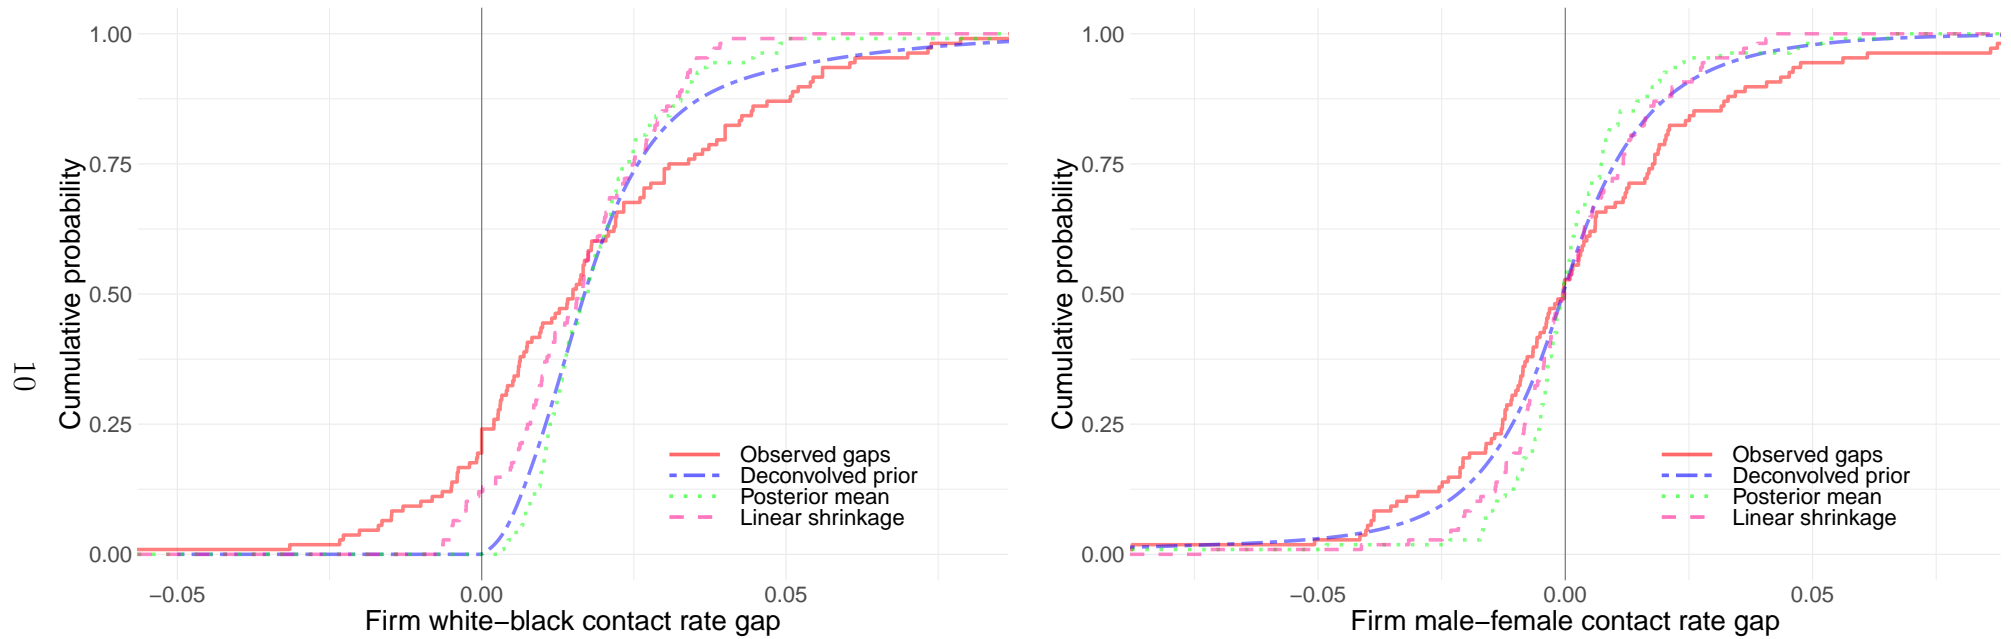 10
Cumulative probability
1.00
0.75
0.50
0.25
0.00
−0.05
0.00
0.05
Firm white−black contact rate gap
Observed gaps
Deconvolved prior
Posterior mean
Linear shrinkage
Cumulative probability
1.00
0.75
0.50
0.25
0.00
−0.05
0.00
0.05
Firm male−female contact rate gap
Observed gaps
Deconvolved prior
Posterior mean
Linear shrinkage